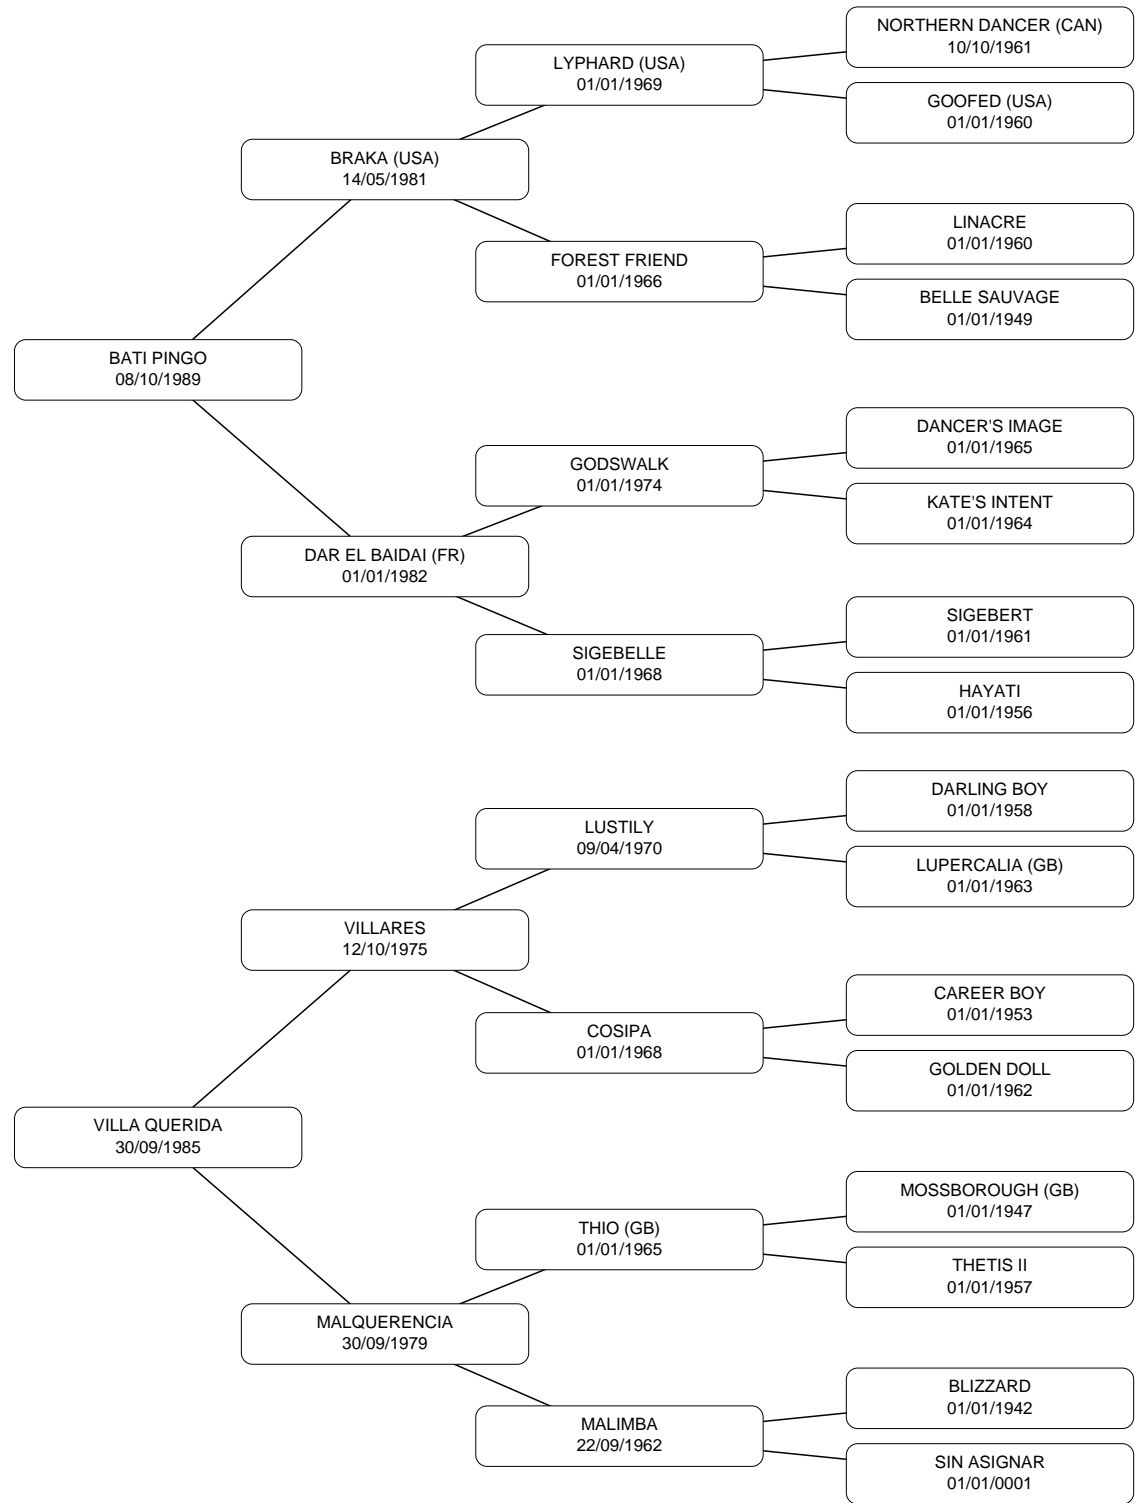 NORTHERN DANCER (CAN)
10/10/1961
LYPHARD (USA)
01/01/1969
GOOFED (USA)
01/01/1960
BRAKA (USA)
14/05/1981
LINACRE
01/01/1960
FOREST FRIEND
01/01/1966
BELLE SAUVAGE
01/01/1949
BATI PINGO
08/10/1989
DANCER'S IMAGE
01/01/1965
GODSWALK
01/01/1974
KATE'S INTENT
01/01/1964
DAR EL BAIDAI (FR)
01/01/1982
SIGEBERT
01/01/1961
SIGEBELLE
01/01/1968
HAYATI
01/01/1956
DARLING BOY
01/01/1958
LUSTILY
09/04/1970
LUPERCALIA (GB)
01/01/1963
VILLARES
12/10/1975
CAREER BOY
01/01/1953
COSIPA
01/01/1968
GOLDEN DOLL
01/01/1962
VILLA QUERIDA
30/09/1985
MOSSBOROUGH (GB)
01/01/1947
THIO (GB)
01/01/1965
THETIS II
01/01/1957
MALQUERENCIA
30/09/1979
BLIZZARD
01/01/1942
MALIMBA
22/09/1962
SIN ASIGNAR
01/01/0001